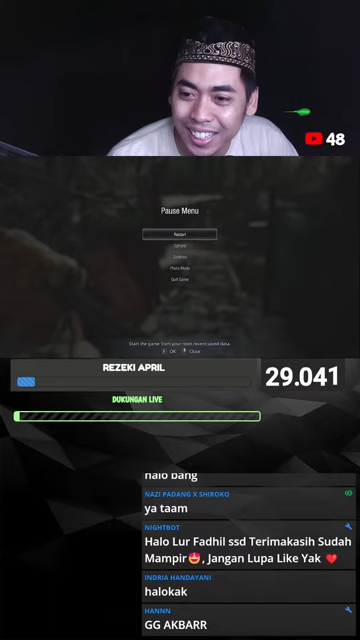 48
Pause Menu
Restart
Options
Controls
Photo Mode
Quit Game
Start the game from your most recent saved data.
OK Close
REZEKI APRIL
29.041
DUKUNGAN LIVE
halo bang
NAZI PADANG X SHIROKO
ya taam
NIGHTBOT
Halo Lur Fadhil ssd Terimakasih Sudah
Mampir😍, Jangan Lupa Like Yak ❤️
INDRIA HANDAYANI
halokak
HANNN
GG AKBARR